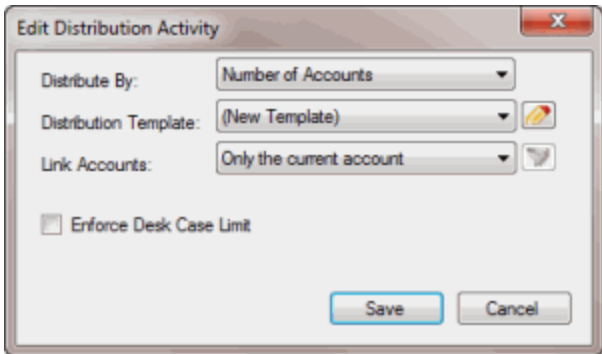 Edit Distribution Activity
Distribute By: Number of Accounts
Distribution Template: (New Template)
Link Accounts: Only the current account
Enforce Desk Case Limit
Save Cancel